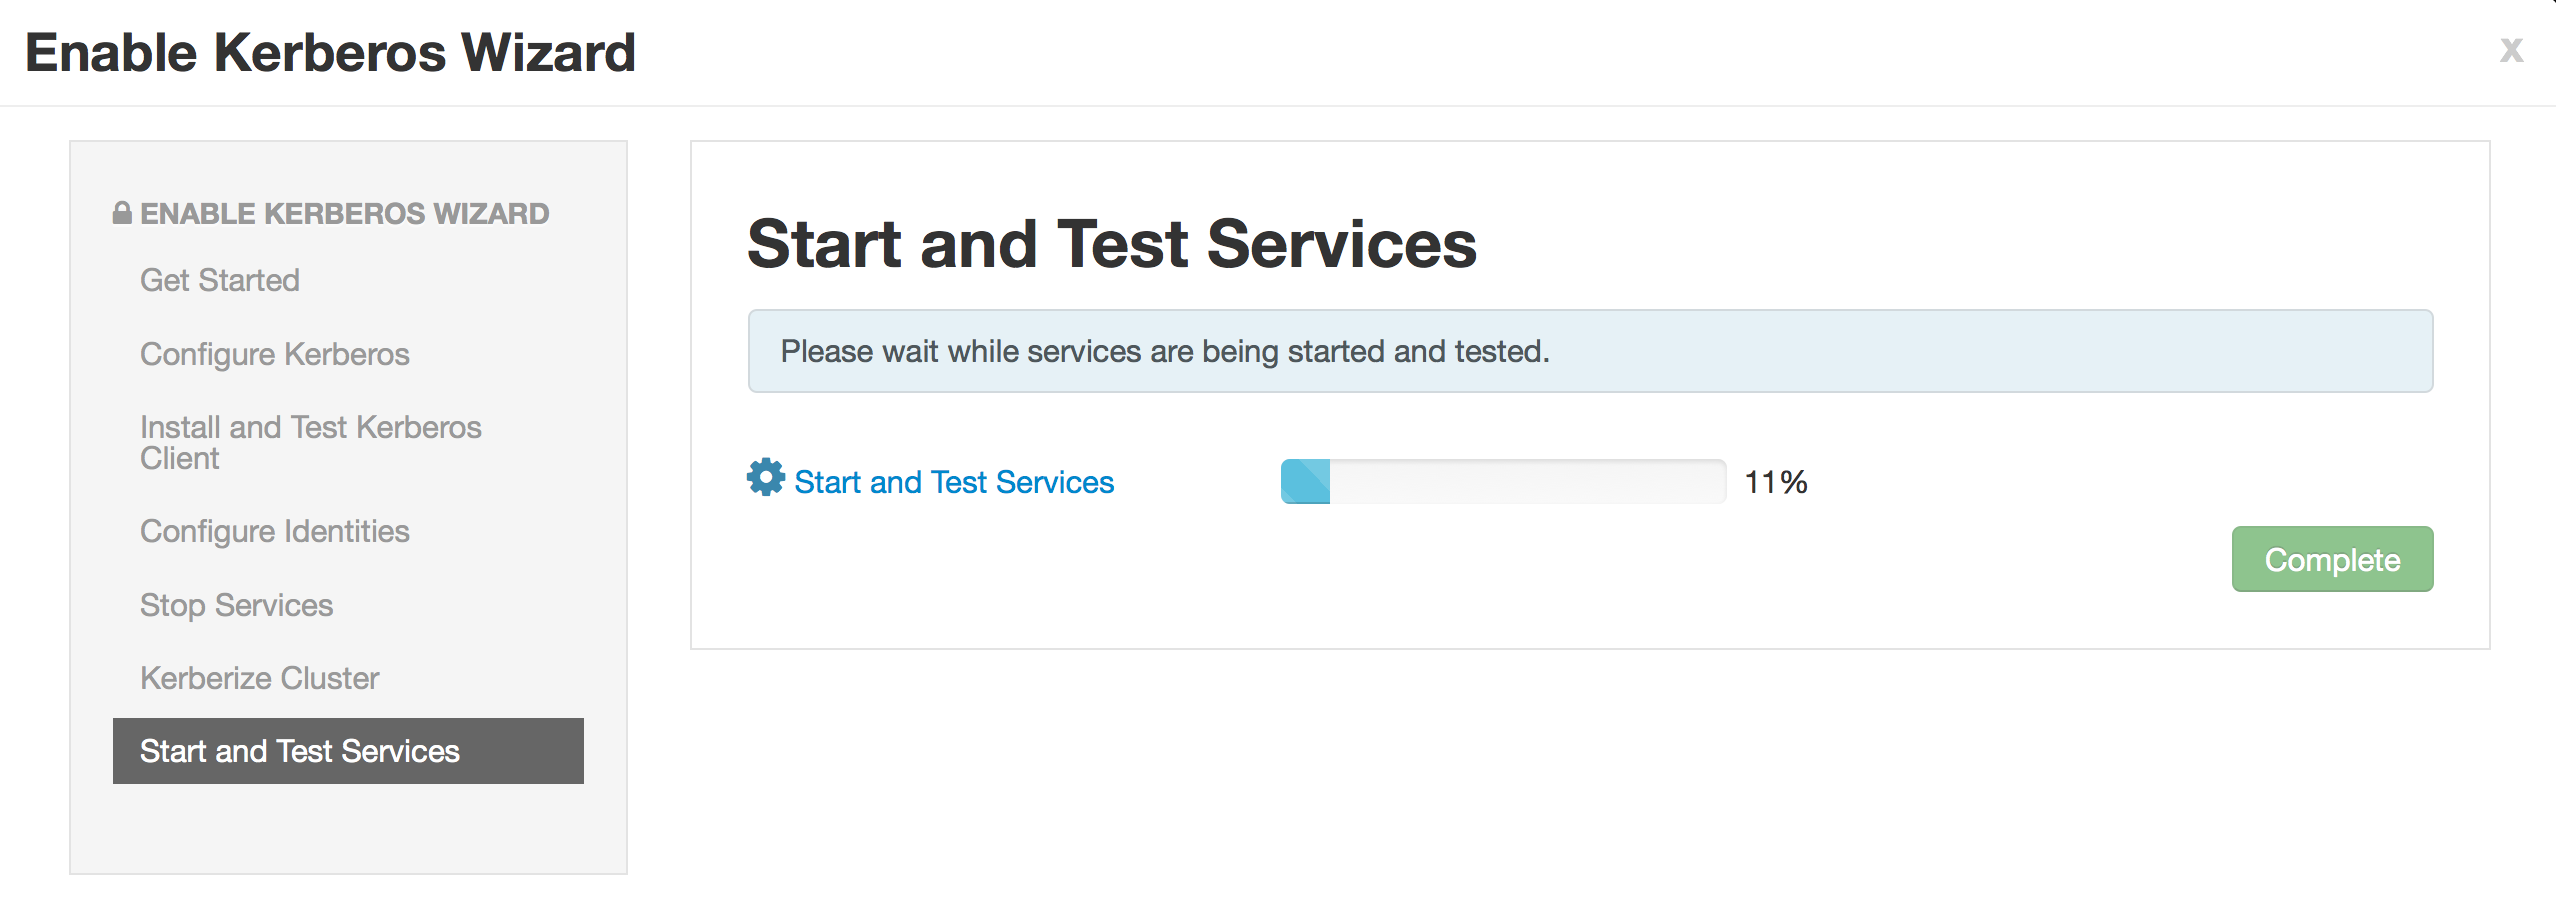 Enable Kerberos Wizard
x
ENABLE KERBEROS WIZARD
Get Started
Configure Kerberos
Install and Test Kerberos
Client
Configure Identities
Stop Services
Kerberize Cluster
Start and Test Services
Start and Test Services
Please wait while services are being started and tested.
Start and Test Services 11%
Complete